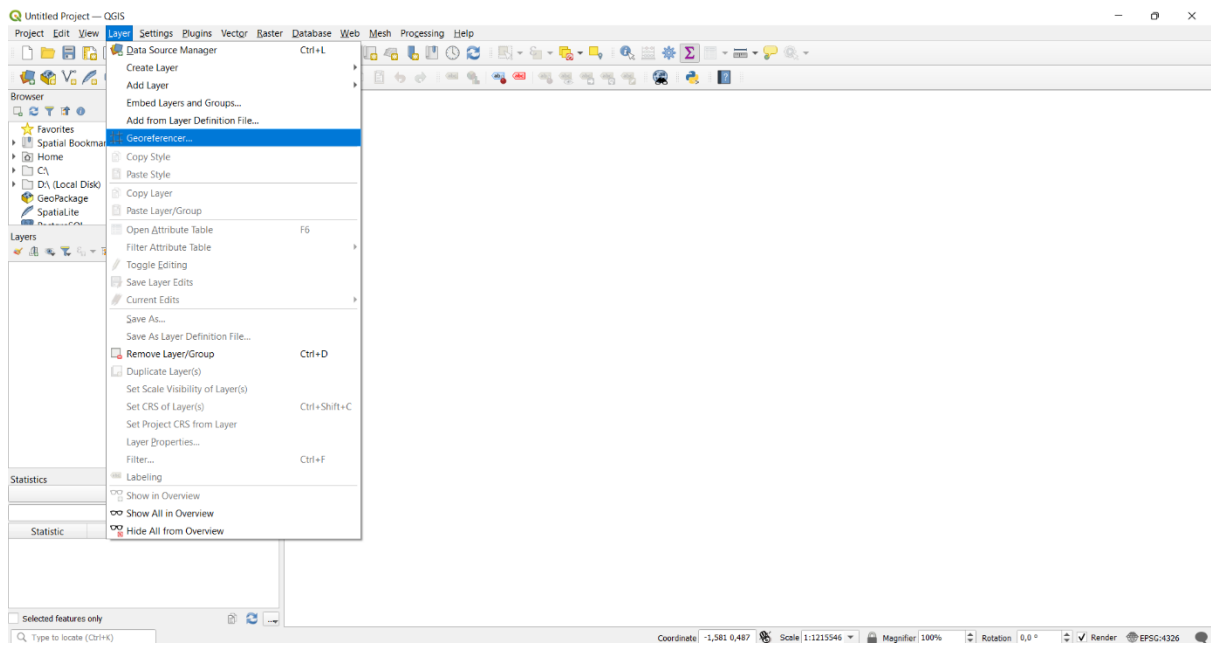 Untitled Project — QGIS
Project Edit View Layer Settings Plugins Vector Raster Database Web Mesh Processing Help
Data Source Manager Ctrl+L
Create Layer
Add Layer
Embed Layers and Groups...
Add from Layer Definition File...
Georeferencer...
Copy Style
Paste Style
Copy Layer
Paste Layer/Group
Open Attribute Table F6
Filter Attribute Table
Toggle Editing
Save Layer Edits
Current Edits
Save As...
Save As Layer Definition File...
Remove Layer/Group Ctrl+D
Duplicate Layer(s)
Set Scale Visibility of Layer(s)
Set CRS of Layer(s) Ctrl+Shift+C
Set Project CRS from Layer
Layer Properties...
Filter... Ctrl+F
Labeling
Show in Overview
Show All in Overview
Hide All from Overview
Browser
Favorites
Spatial Bookmar
Home
C:\
D:\ (Local Disk)
GeoPackage
SpatiaLite
Layers
Statistics
Statistic
Selected features only
Type to locate (Ctrl+K)
Coordinate -1,581 0,487 Scale 1:1215546 Magnifier 100% Rotation 0,0 ° Render EPSG:4326